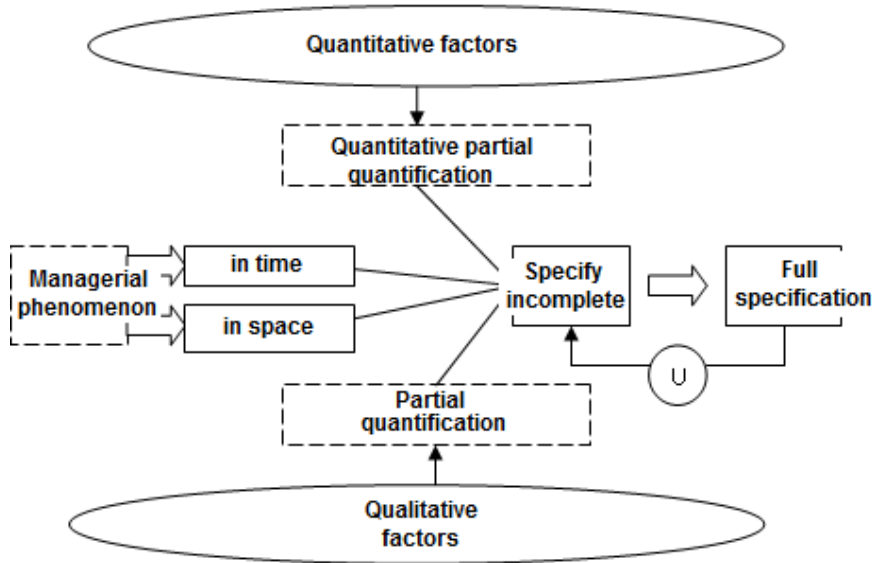 Quantitative factors
Quantitative partial
quantification
Managerial
phenomenon
in time
in space
Specify
incomplete
Full
specification
U
Partial
quantification
Qualitative
factors